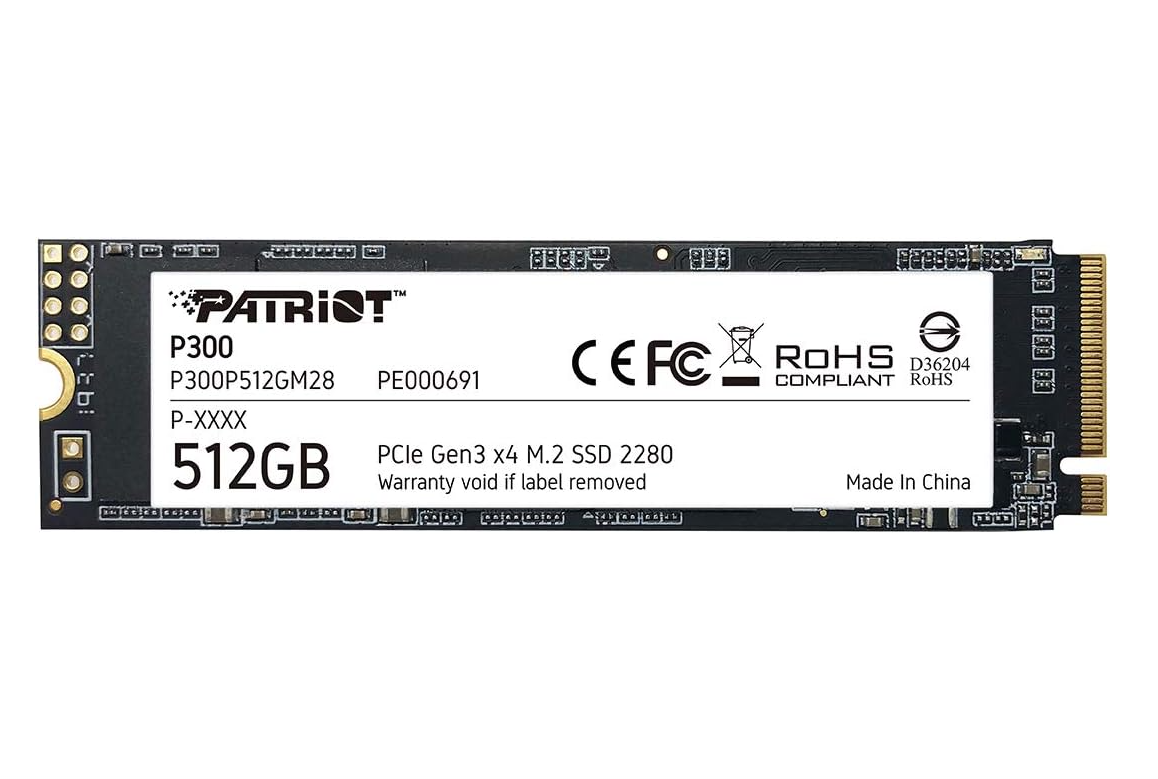 PATRiOT™
P300
P300P512GM28 PE000691
CE FC RoHS
COMPLIANT
D36204
RoHS
P-XXXX
512GB
PCIe Gen3 x4 M.2 SSD 2280
Warranty void if label removed
Made In China